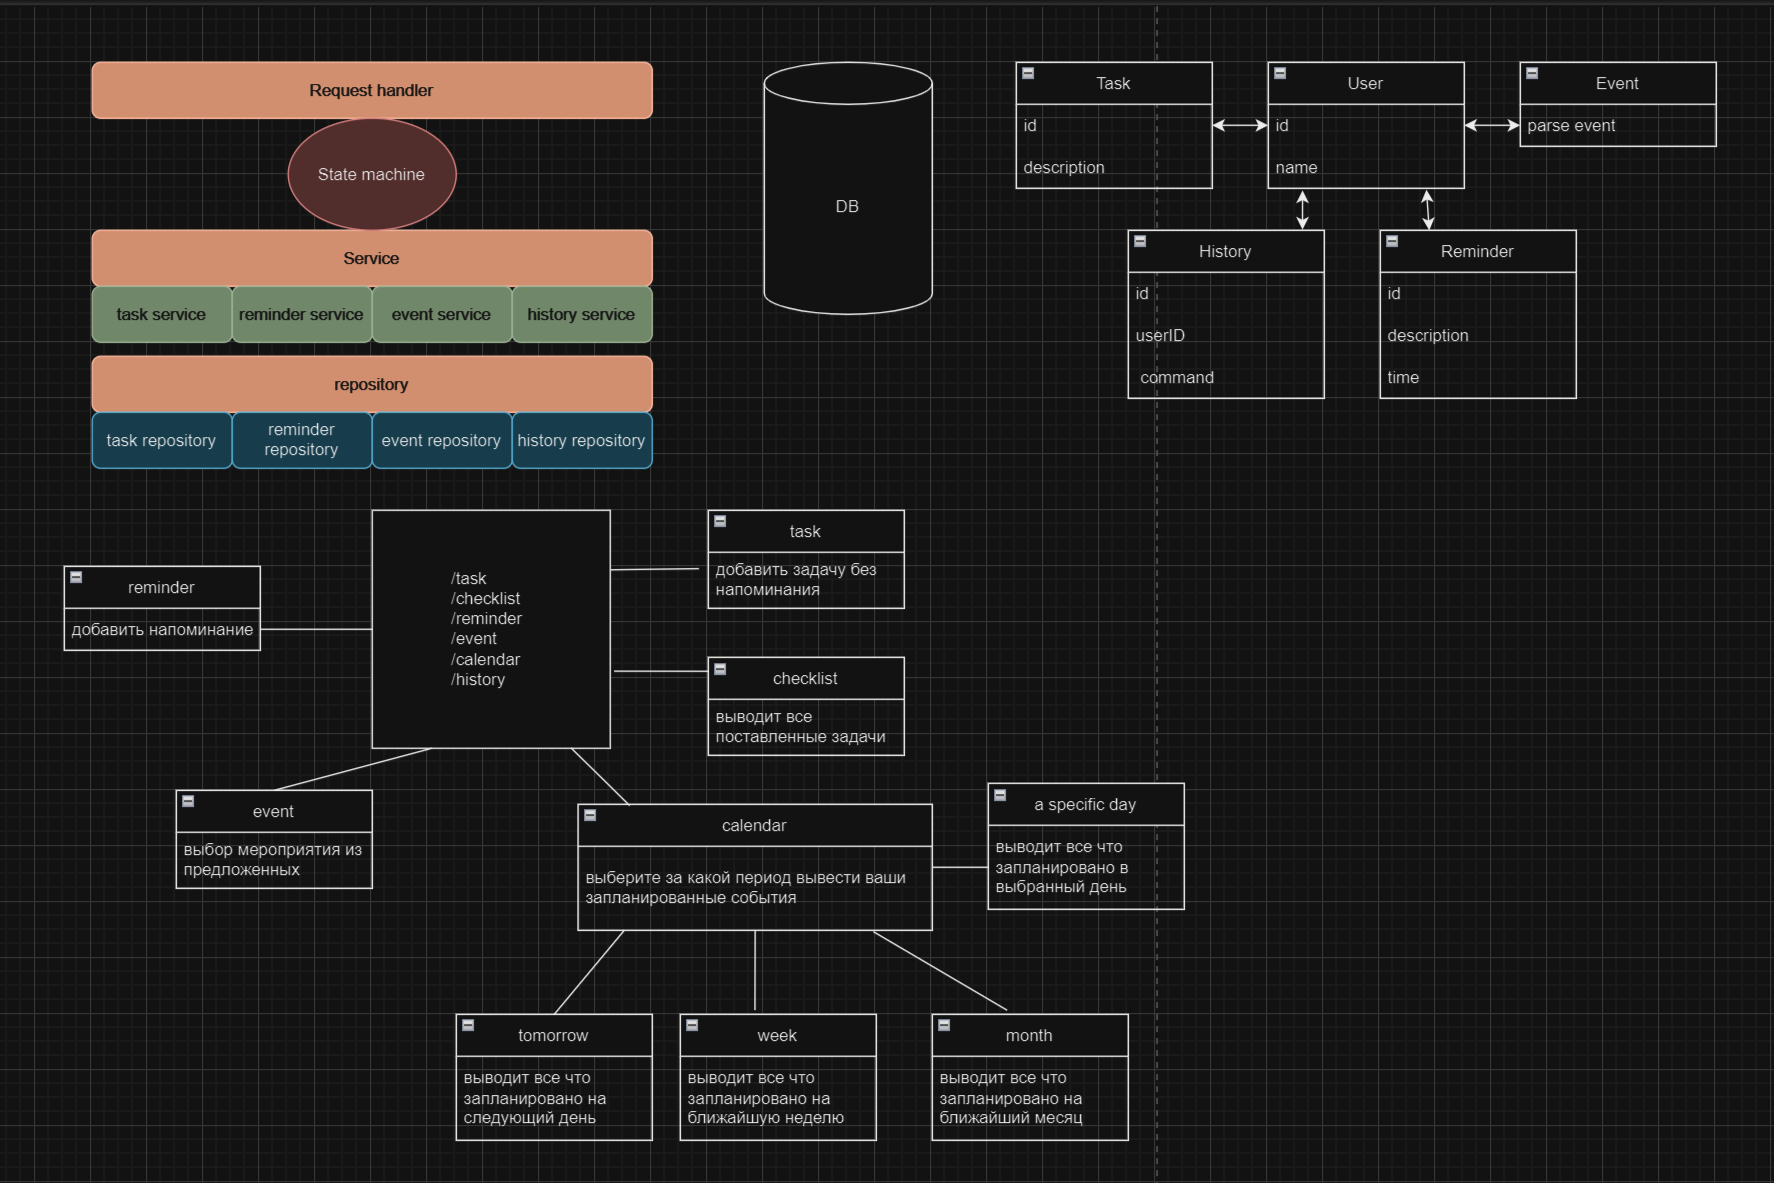 Request handler
State machine
Service
task service
reminder service
event service
history service
repository
task repository
reminder
repository
event repository
history repository
DB
Task
id
description
User
id
name
Event
parse event
History
id
userID
command
Reminder
id
description
time
/task
/checklist
/reminder
/event
/calendar
/history
reminder
добавить напоминание
task
добавить задачу без
напоминания
checklist
выводит все
поставленные задачи
event
выбор мероприятия из
предложенных
calendar
выберите за какой период вывести ваши
запланированные события
a specific day
выводит все что
запланировано в
выбранный день
tomorrow
выводит все что
запланировано на
следующий день
week
выводит все что
запланировано на
ближайшую неделю
month
выводит все что
запланировано на
ближайший месяц